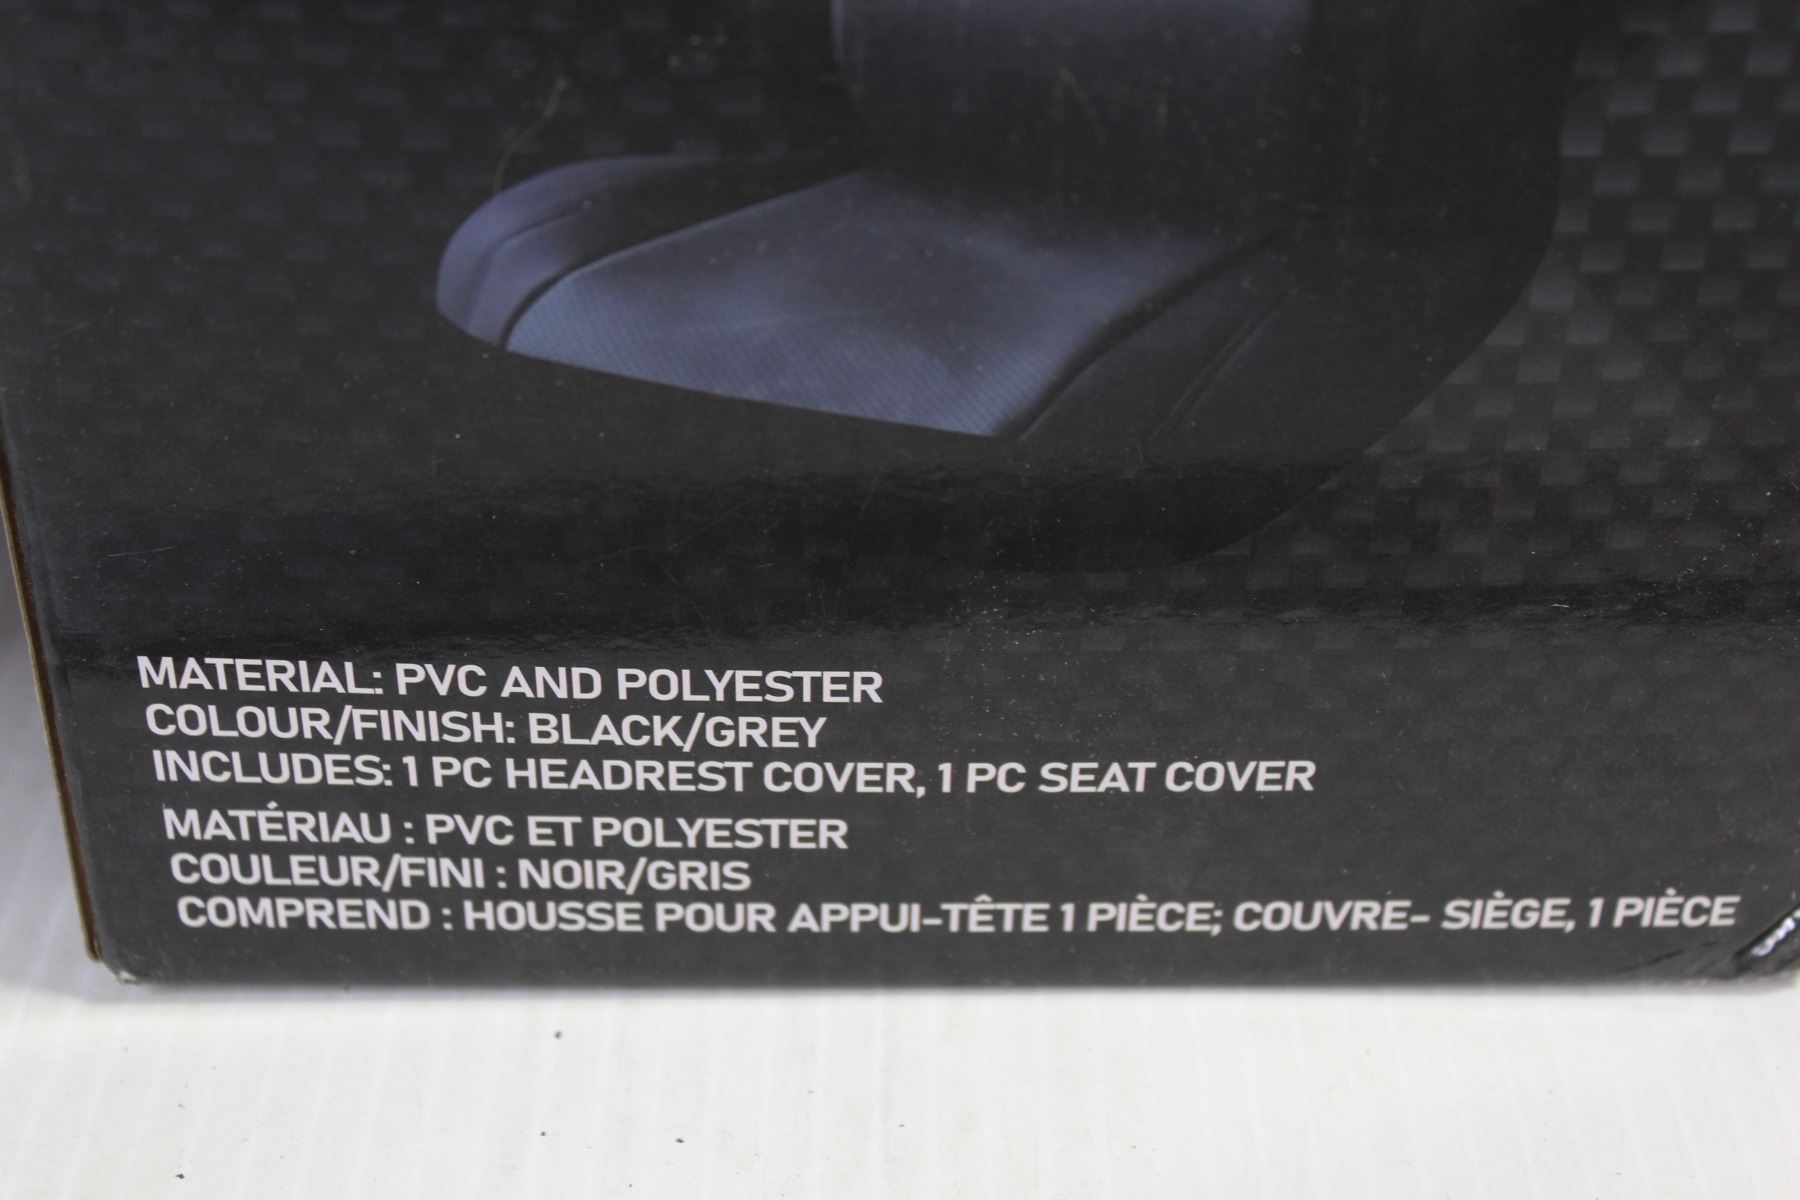 MATERIAL: PVC AND POLYESTER
COLOUR/FINISH: BLACK/GREY
INCLUDES: 1 PC HEADREST COVER, 1 PC SEAT COVER
MATÉRIAU : PVC ET POLYESTER
COULEUR/FINI : NOIR/GRIS
COMPREND : HOUSSE POUR APPUI-TÊTE 1 PIÈCE; COUVRE- SIÈGE, 1 PIÈCE